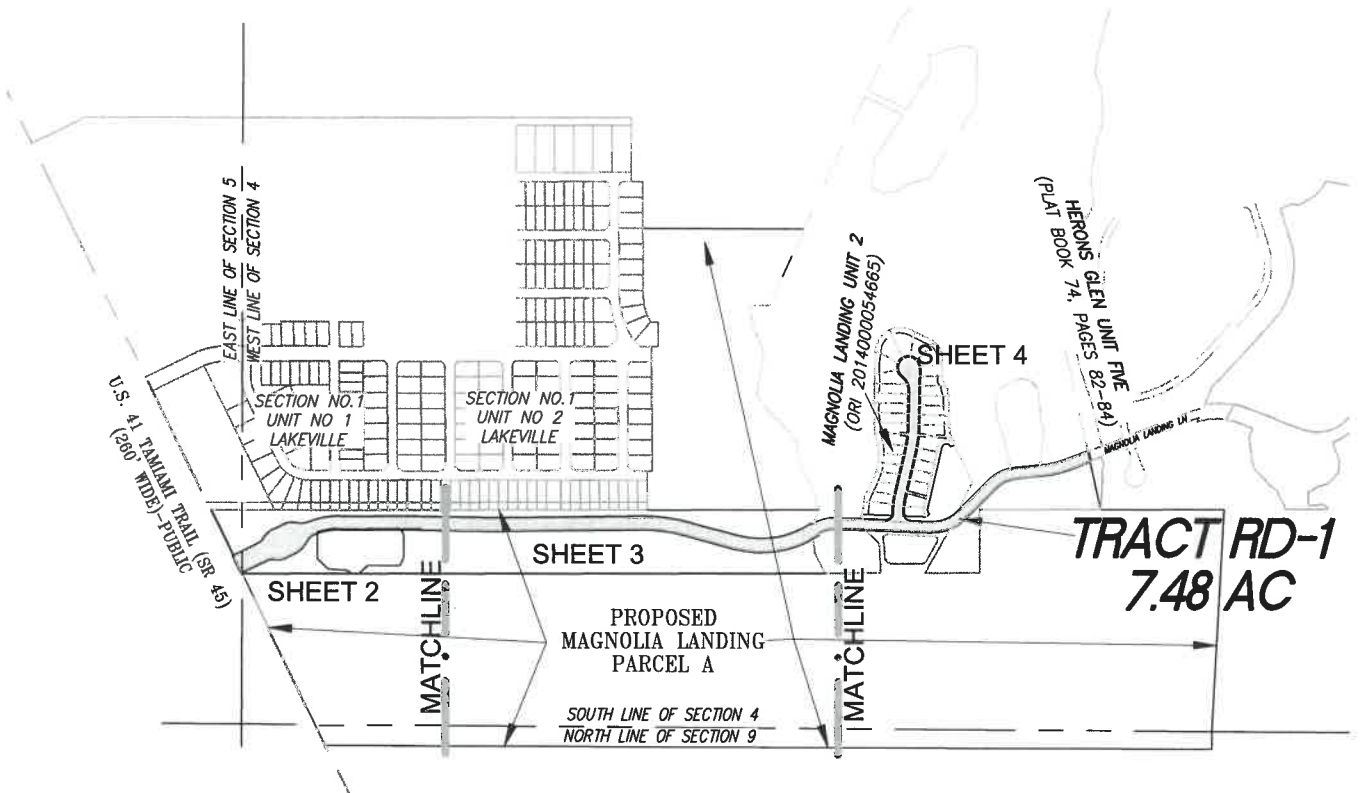 EAST LINE OF SECTION 5
WEST LINE OF SECTION 4
U.S. 41 TAMIAMI TRAIL (SR 45)
(260' WIDE)-PUBLIC
SECTION NO.1
UNIT NO 1
LAKEVILLE
SECTION NO.1
UNIT NO 2
LAKEVILLE
MAGNOLIA LANDING UNIT 2
(ORI 2014000054665)
SHEET 4
HERONS GLEN UNIT FIVE
(PLAT BOOK 74, PAGES 82-84)
MAGNOLIA LANDING LN
TRACT RD-1
7.48 AC
SHEET 2
SHEET 3
MATCHLINE
MATCHLINE
PROPOSED
MAGNOLIA LANDING
PARCEL A
SOUTH LINE OF SECTION 4
NORTH LINE OF SECTION 9